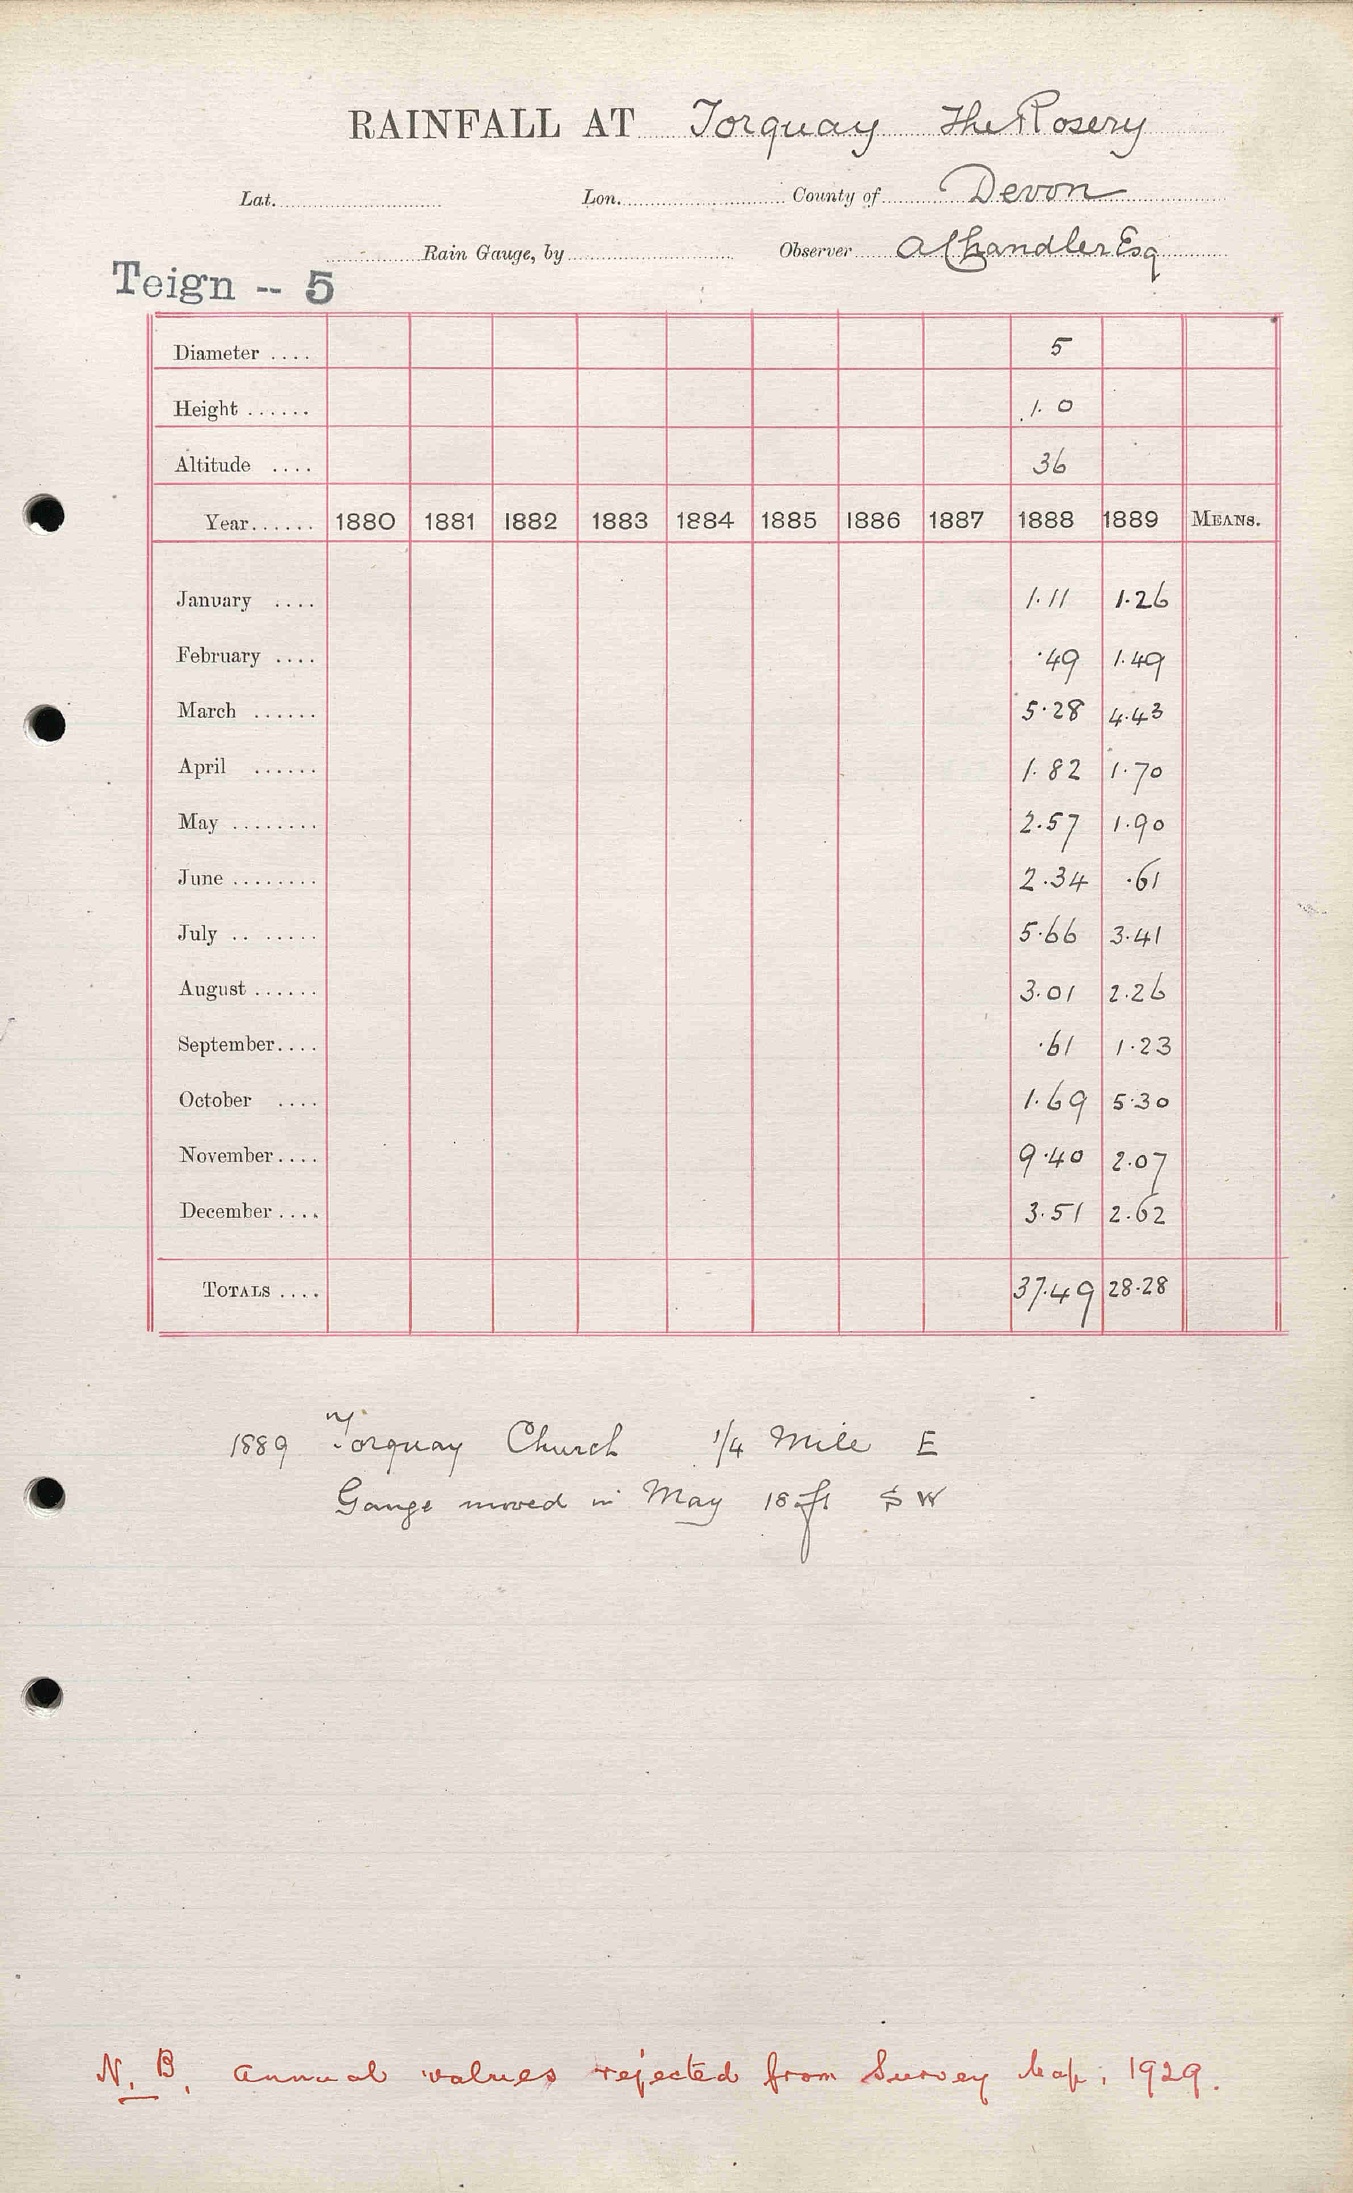 RAINFALL AT Torquay The Rosery
Lat. Lon. County of Devon
Rain Gauge, by Observer A Chandler Esq
Teign -- 5
Diameter .... 5
Height ...... 1. 0
Altitude .... 36
Year...... 1880 1881 1882 1883 1884 1885 1886 1887 1888 1889 MEANS.
January .... 1.11 1.26
February .... .49 1.49
March ...... 5.28 4.43
April ...... 1.82 1.70
May ........ 2.57 1.90
June ........ 2.34 .61
July .. ..... 5.66 3.41
August ...... 3.01 2.26
September.... .61 1.23
October .... 1.69 5.30
November.... 9.40 2.07
December .... 3.51 2.62
TOTALS .... 37.49 28.28
1889 Torquay Church 1/4 Mile E
Gauge moved in May 18 ft S W
N.B. Annual values rejected from Survey Map, 1929.